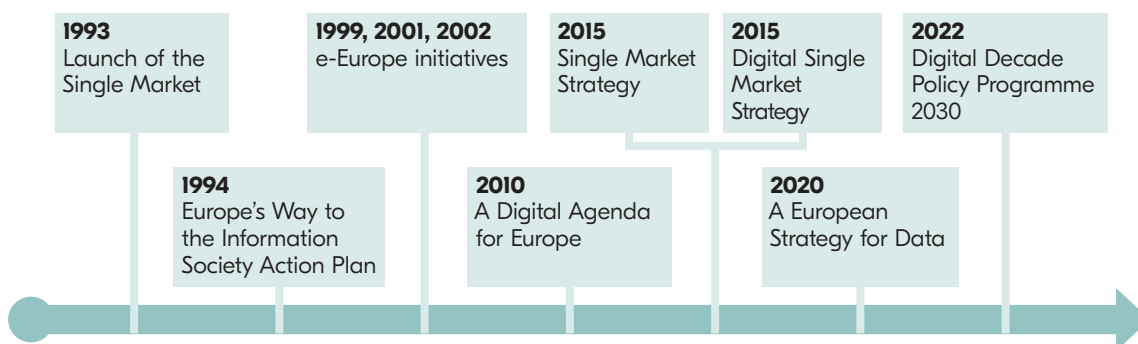 1993
Launch of the
Single Market
1994
Europe's Way to
the Information
Society Action Plan
1999, 2001, 2002
e-Europe initiatives
2010
A Digital Agenda
for Europe
2015
Single Market
Strategy
2015
Digital Single
Market
Strategy
2020
A European
Strategy for Data
2022
Digital Decade
Policy Programme
2030